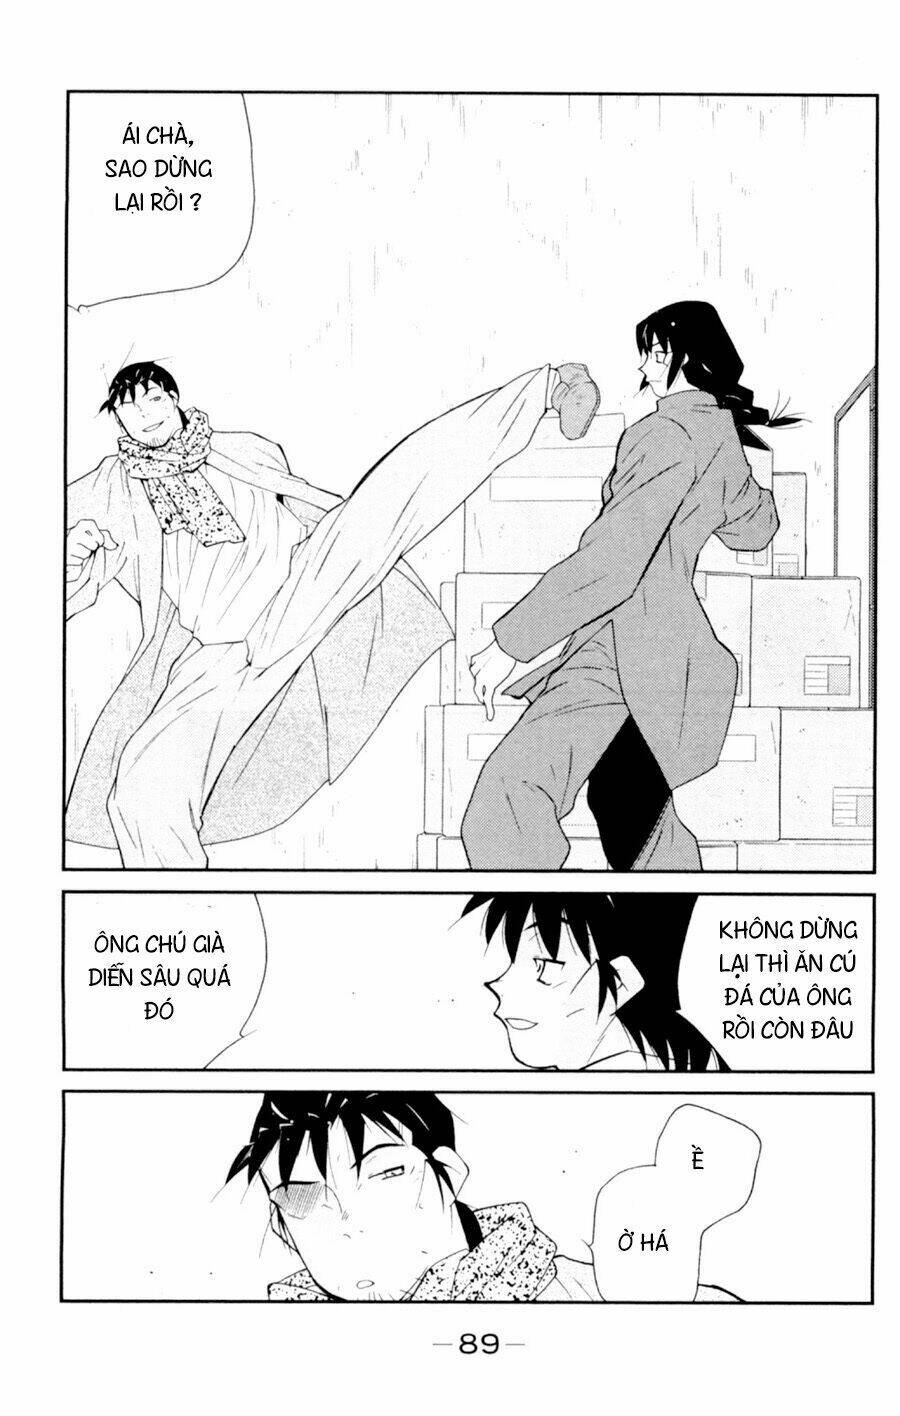 ÁI CHÀ,
SAO DỪNG
LẠI RỒI ?
KHÔNG DỪNG
LẠI THÌ ĂN CÚ
ĐÁ CỦA ÔNG
RỒI CÒN ĐÂU
ÔNG CHÚ GIÀ
DIỄN SÂU QUÁ
ĐÓ
Ề
Ờ HÁ
—89—